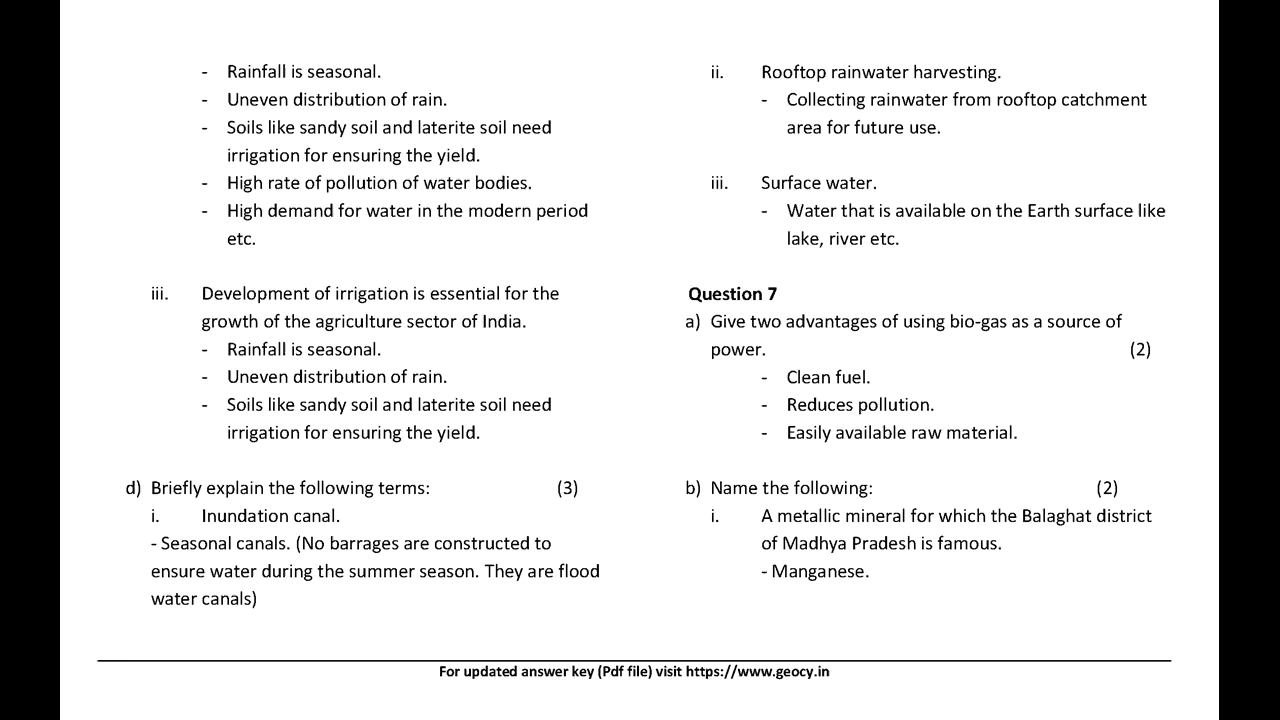 - Rainfall is seasonal.
- Uneven distribution of rain.
- Soils like sandy soil and laterite soil need
irrigation for ensuring the yield.
- High rate of pollution of water bodies.
- High demand for water in the modern period
etc.
iii. Development of irrigation is essential for the
growth of the agriculture sector of India.
- Rainfall is seasonal.
- Uneven distribution of rain.
- Soils like sandy soil and laterite soil need
irrigation for ensuring the yield.
d) Briefly explain the following terms: (3)
i. Inundation canal.
- Seasonal canals. (No barrages are constructed to
ensure water during the summer season. They are flood
water canals)
ii. Rooftop rainwater harvesting.
- Collecting rainwater from rooftop catchment
area for future use.
iii. Surface water.
- Water that is available on the Earth surface like
lake, river etc.
Question 7
a) Give two advantages of using bio-gas as a source of
power. (2)
- Clean fuel.
- Reduces pollution.
- Easily available raw material.
b) Name the following: (2)
i. A metallic mineral for which the Balaghat district
of Madhya Pradesh is famous.
- Manganese.
For updated answer key (Pdf file) visit https://www.geocy.in